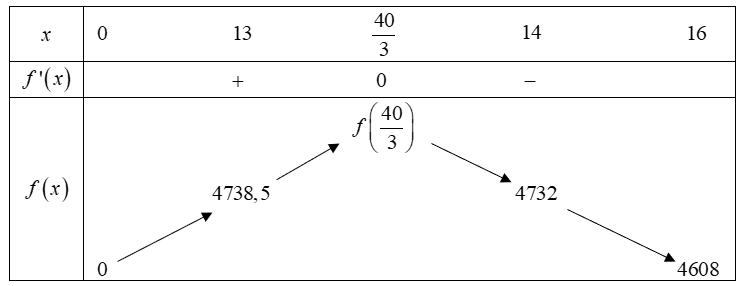 x 0 13 40/3 14 16
f'(x) + 0 −
f(40/3)
f(x) 4738,5 4732
0 4608